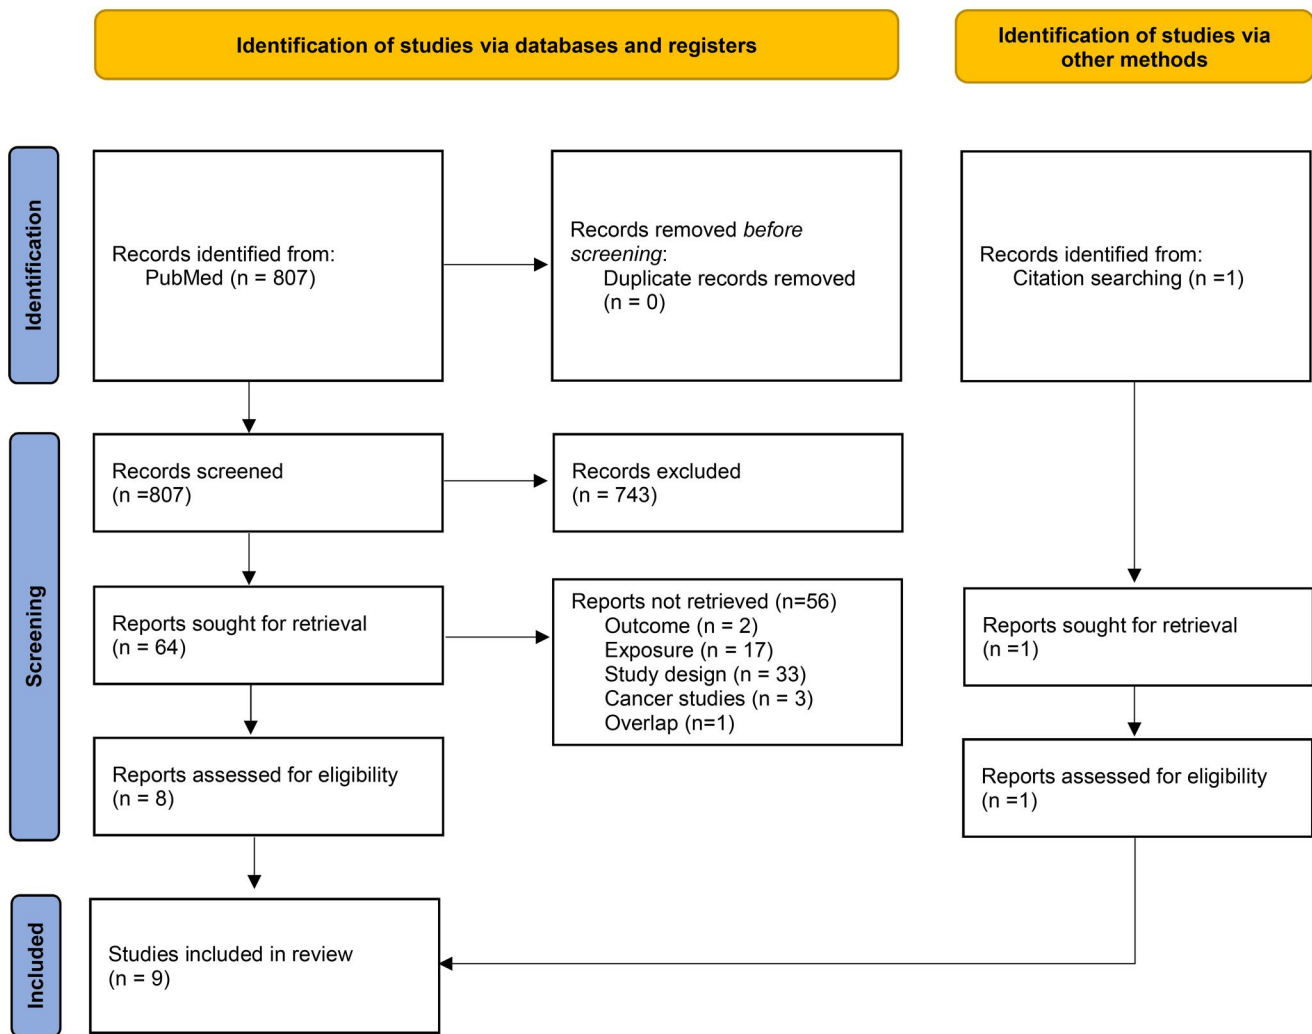 Identification of studies via databases and registers
Identification of studies via
other methods
Identification
Records identified from:
PubMed (n = 807)
Records removed before
screening:
Duplicate records removed
(n = 0)
Records identified from:
Citation searching (n =1)
Screening
Records screened
(n =807)
Records excluded
(n = 743)
Reports sought for retrieval
(n = 64)
Reports not retrieved (n=56)
Outcome (n = 2)
Exposure (n = 17)
Study design (n = 33)
Cancer studies (n = 3)
Overlap (n=1)
Reports sought for retrieval
(n =1)
Reports assessed for eligibility
(n = 8)
Reports assessed for eligibility
(n =1)
Included
Studies included in review
(n = 9)